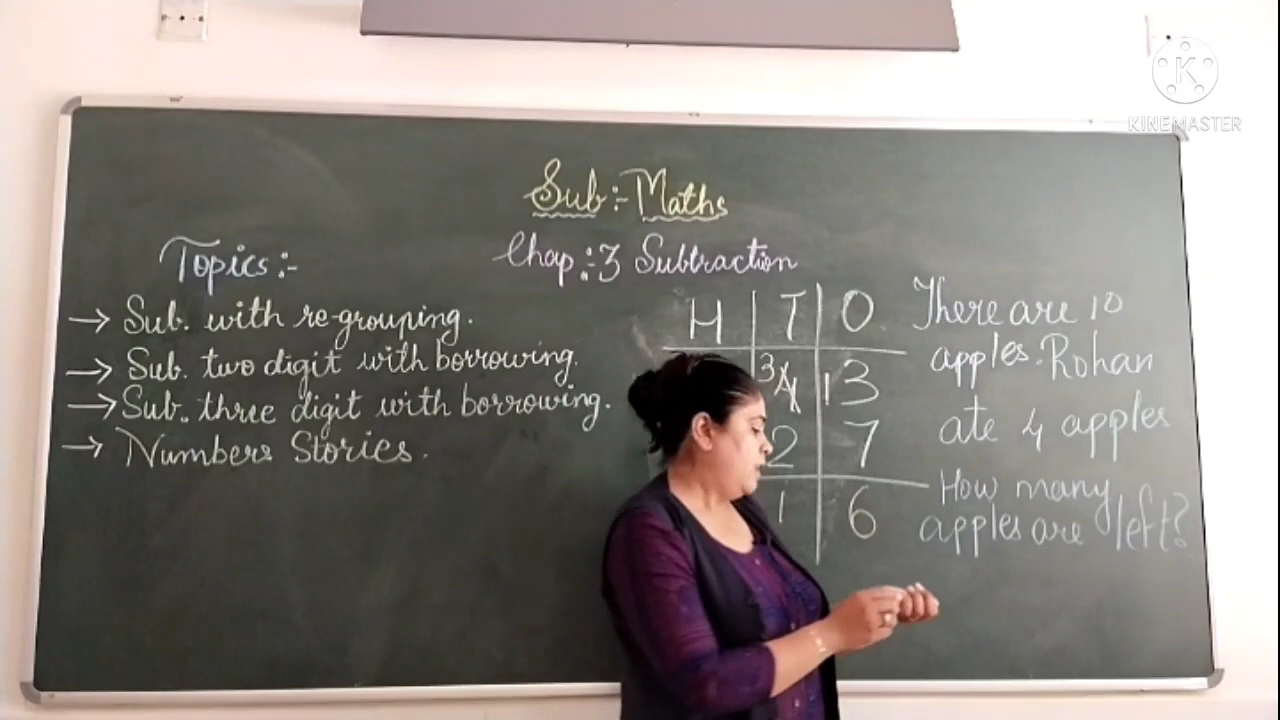 KINEMASTER
Sub:- Maths
Chap:-3 Subtraction
Topics:-
→ Sub. with re-grouping.
→ Sub. two digit with borrowing.
→ Sub. three digit with borrowing.
→ Numbers Stories.
H T O
3 4 1 3
2 7
1 6
There are 10
apples. Rohan
ate 4 apples
How many
apples are left?